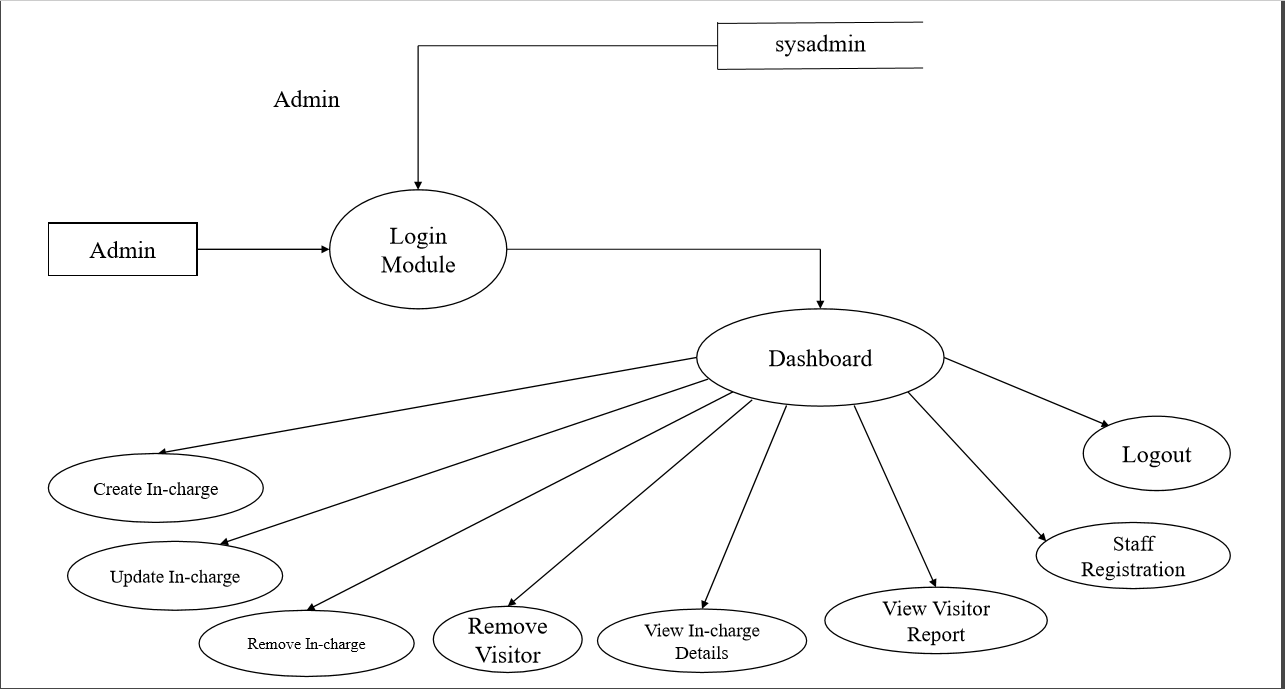 sysadmin
Admin
Admin
Login
Module
Dashboard
Create In-charge
Update In-charge
Remove In-charge
Remove
Visitor
View In-charge
Details
View Visitor
Report
Staff
Registration
Logout